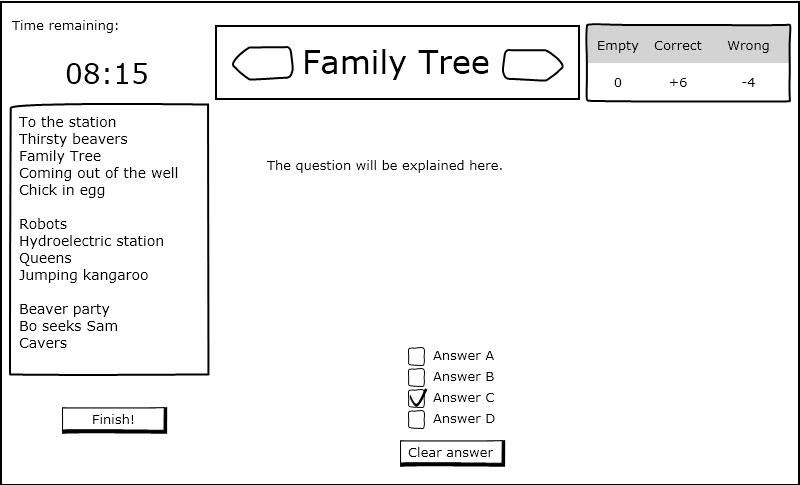 Time remaining:
08:15
Family Tree
Empty Correct Wrong
0 +6 -4
To the station
Thirsty beavers
Family Tree
Coming out of the well
Chick in egg
Robots
Hydroelectric station
Queens
Jumping kangaroo
Beaver party
Bo seeks Sam
Cavers
Finish!
The question will be explained here.
Answer A
Answer B
Answer C
Answer D
Clear answer